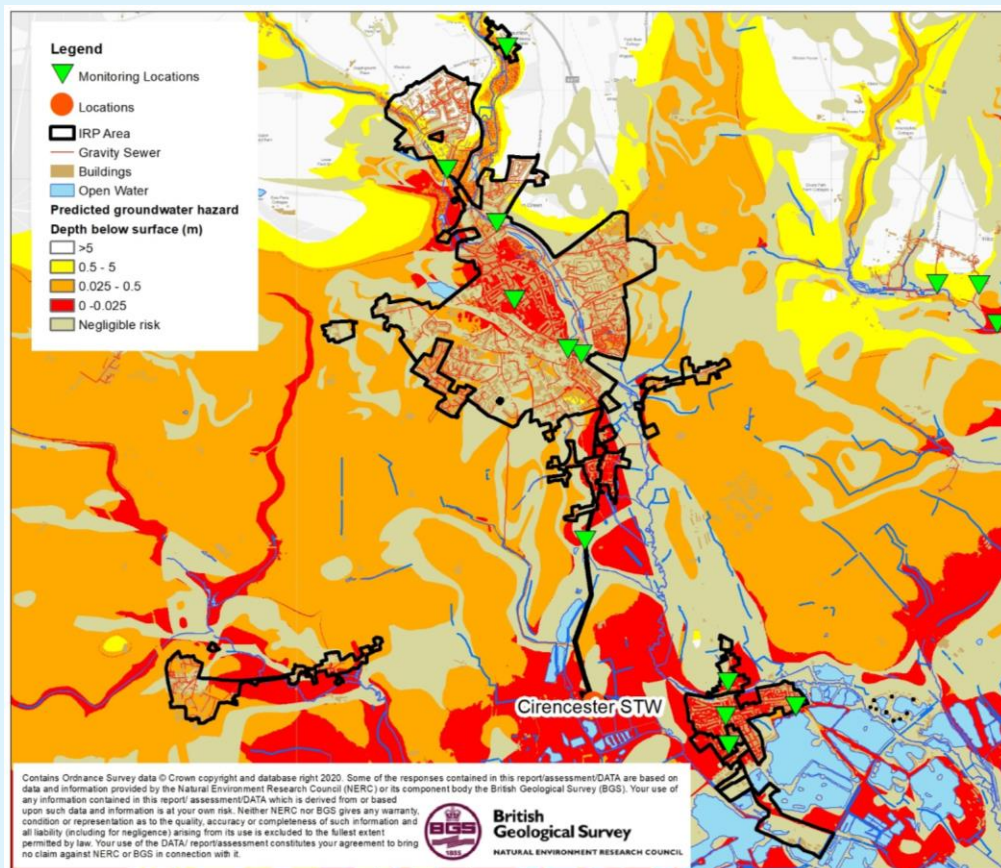 Legend
Monitoring Locations
Locations
IRP Area
Gravity Sewer
Buildings
Open Water
Predicted groundwater hazard
Depth below surface (m)
>5
0.5 - 5
0.025 - 0.5
0 -0.025
Negligible risk
Cirencester STW
Contains Ordnance Survey data © Crown copyright and database right 2020. Some of the responses contained in this report/assessment/DATA are based on
data and information provided by the Natural Environment Research Council (NERC) or its component body the British Geological Survey (BGS). Your use of
any information contained in this report/ assessment/DATA which is derived from or based
upon such data and information is at your own risk. Neither NERC nor BGS gives any warranty,
condition or representation as to the quality, accuracy or completeness of such information and
all liability (including for negligence) arising from its use is excluded to the fullest extent
permitted by law. Your use of the DATA/ report/assessment constitutes your agreement to bring
no claim against NERC or BGS in connection with it.
BGS
1835
British
Geological Survey
NATURAL ENVIRONMENT RESEARCH COUNCIL